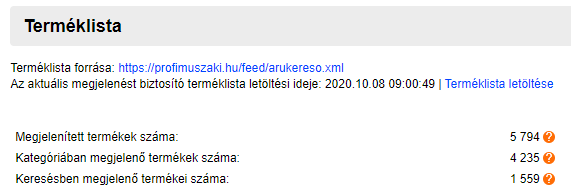 Terméklista
Terméklista forrása: https://profimuszaki.hu/feed/arukereso.xml
Az aktuális megjelenést biztosító terméklista letöltési ideje: 2020.10.08 09:00:49 | Terméklista letöltése
Megjelenített termékek száma: 5 794 ?
Kategóriában megjelenő termékek száma: 4 235 ?
Keresésben megjelenő termékei száma: 1 559 ?